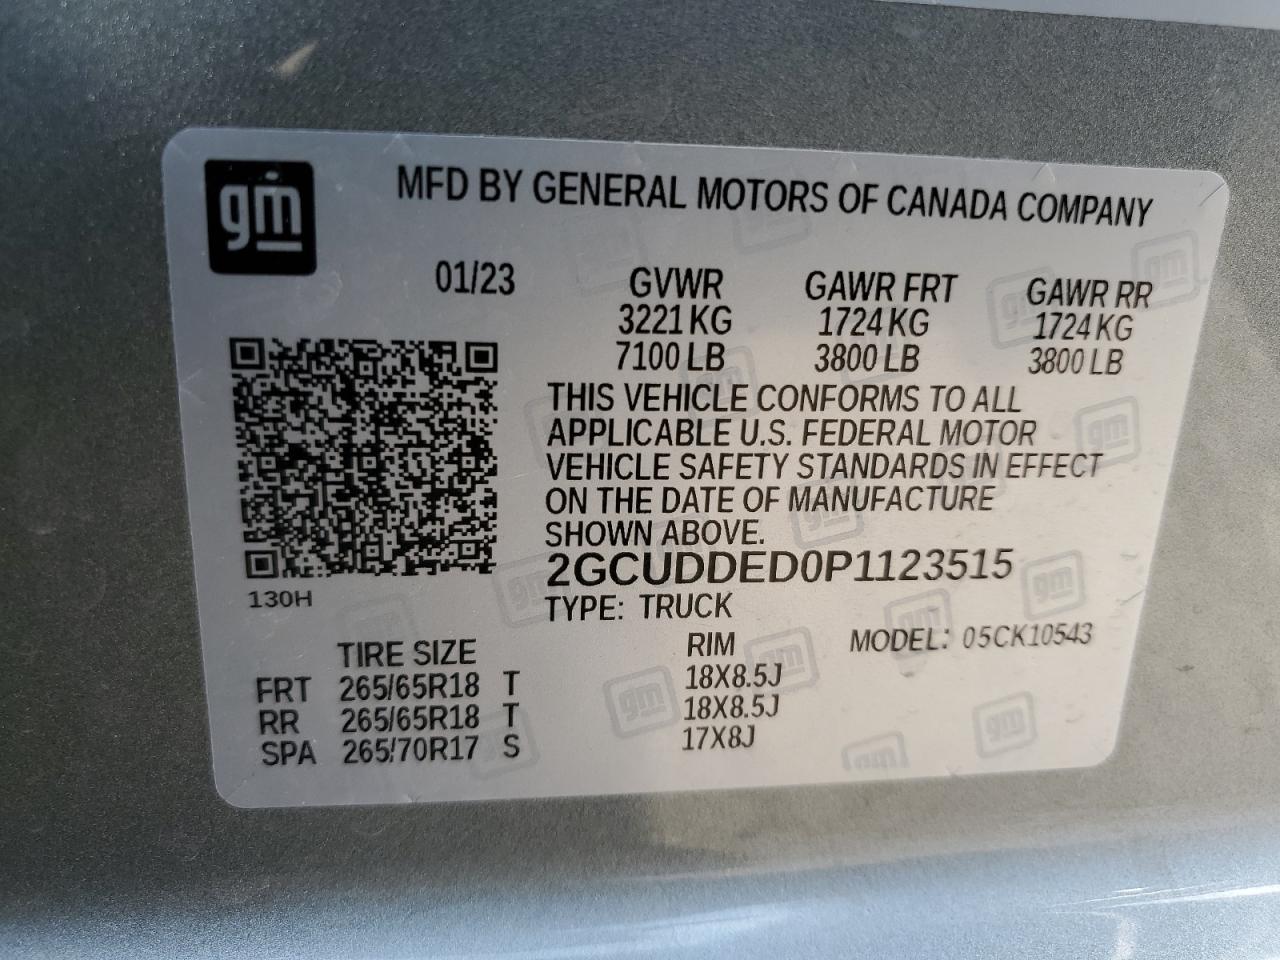 gm
MFD BY GENERAL MOTORS OF CANADA COMPANY
01/23 GVWR GAWR FRT GAWR RR
3221 KG 1724 KG 1724 KG
7100 LB 3800 LB 3800 LB
THIS VEHICLE CONFORMS TO ALL
APPLICABLE U.S. FEDERAL MOTOR
VEHICLE SAFETY STANDARDS IN EFFECT
ON THE DATE OF MANUFACTURE
SHOWN ABOVE.
2GCUDDED0P1123515
130H
TYPE: TRUCK
MODEL: 05CK10543
TIRE SIZE RIM
FRT 265/65R18 T 18X8.5J
RR 265/65R18 T 18X8.5J
SPA 265/70R17 S 17X8J